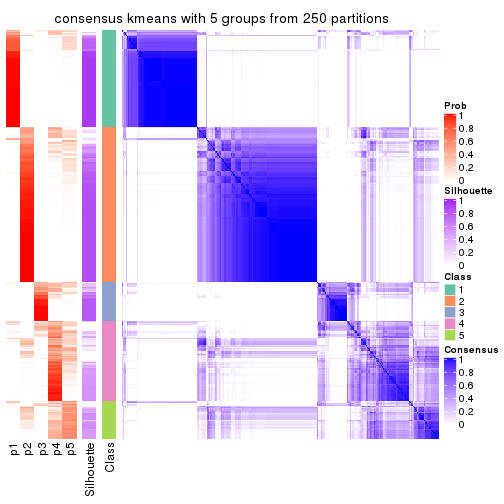 consensus kmeans with 5 groups from 250 partitions
Prob
1
0.8
0.6
0.4
0.2
0
Silhouette
1
0.8
0.6
0.4
0.2
0
Class
1
2
3
4
5
Consensus
1
0.8
0.6
0.4
0.2
0
p1
p2
p3
p4
p5
Silhouette
Class